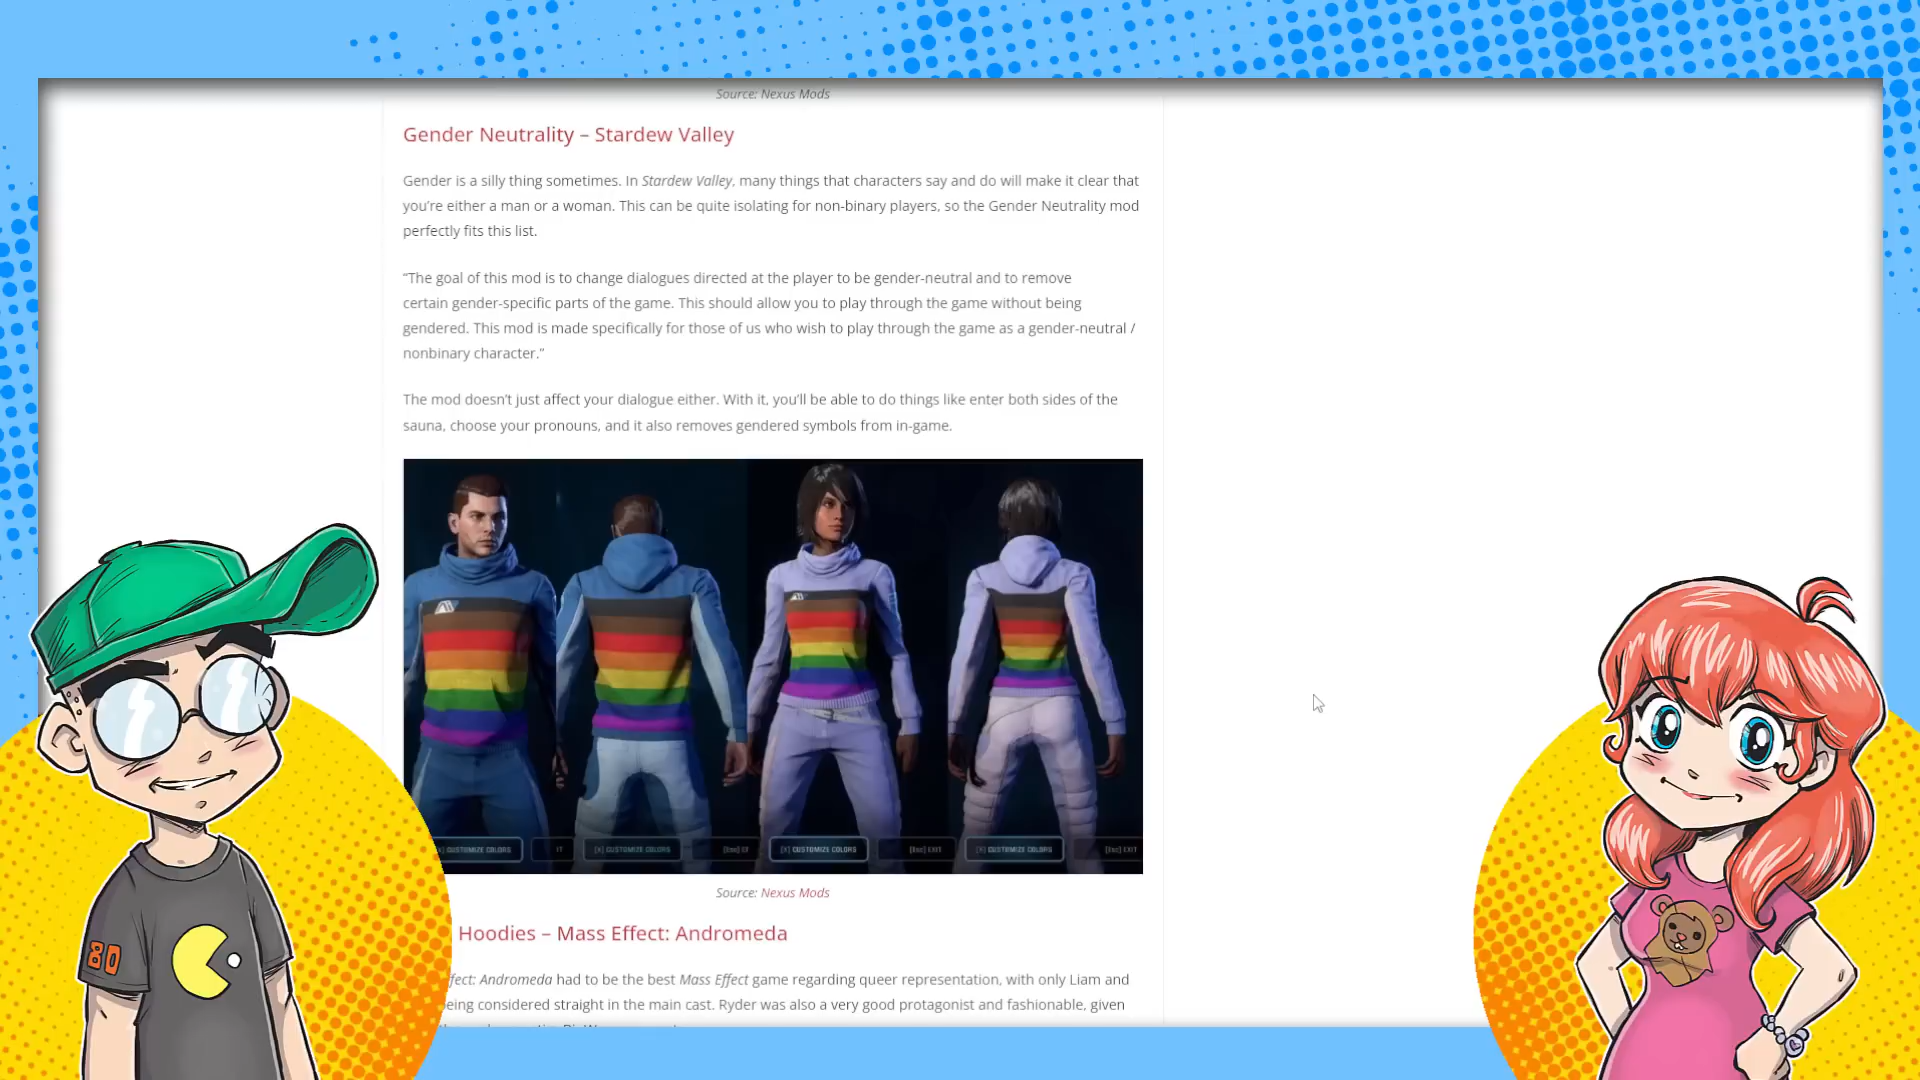 Source: Nexus Mods
Gender Neutrality – Stardew Valley
Gender is a silly thing sometimes. In Stardew Valley, many things that characters say and do will make it clear that
you’re either a man or a woman. This can be quite isolating for non-binary players, so the Gender Neutrality mod
perfectly fits this list.
“The goal of this mod is to change dialogues directed at the player to be gender-neutral and to remove
certain gender-specific parts of the game. This should allow you to play through the game without being
gendered. This mod is made specifically for those of us who wish to play through the game as a gender-neutral /
nonbinary character.”
The mod doesn’t just affect your dialogue either. With it, you’ll be able to do things like enter both sides of the
sauna, choose your pronouns, and it also removes gendered symbols from in-game.
CUSTOMIZE COLORS IT [X] CUSTOMIZE COLORS [Esc] EX [X] CUSTOMIZE COLORS [Esc] EXIT [X] CUSTOMIZE COLORS [Esc] EXIT
Source: Nexus Mods
Hoodies – Mass Effect: Andromeda
fect: Andromeda had to be the best Mass Effect game regarding queer representation, with only Liam and
eing considered straight in the main cast. Ryder was also a very good protagonist and fashionable, given
80